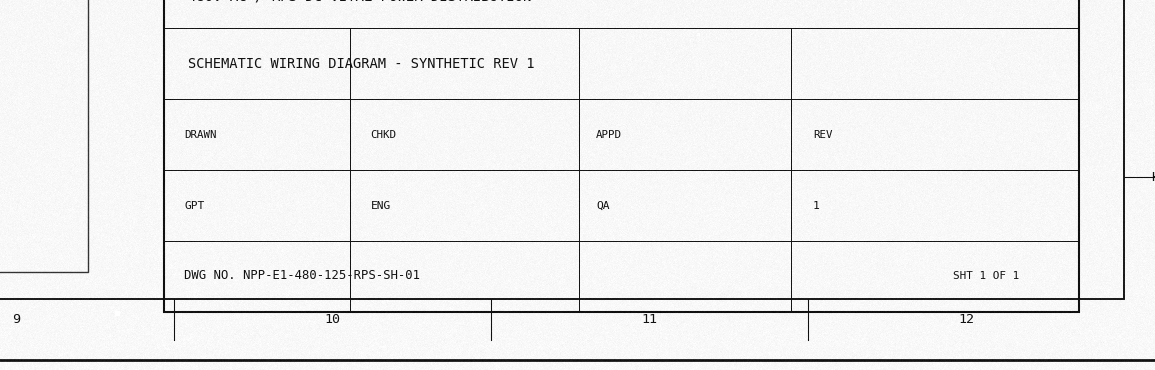 SCHEMATIC WIRING DIAGRAM - SYNTHETIC REV 1
DRAWN CHKD APPD REV
GPT ENG QA 1
DWG NO. NPP-E1-480-125-RPS-SH-01 SHT 1 OF 1
9 10 11 12